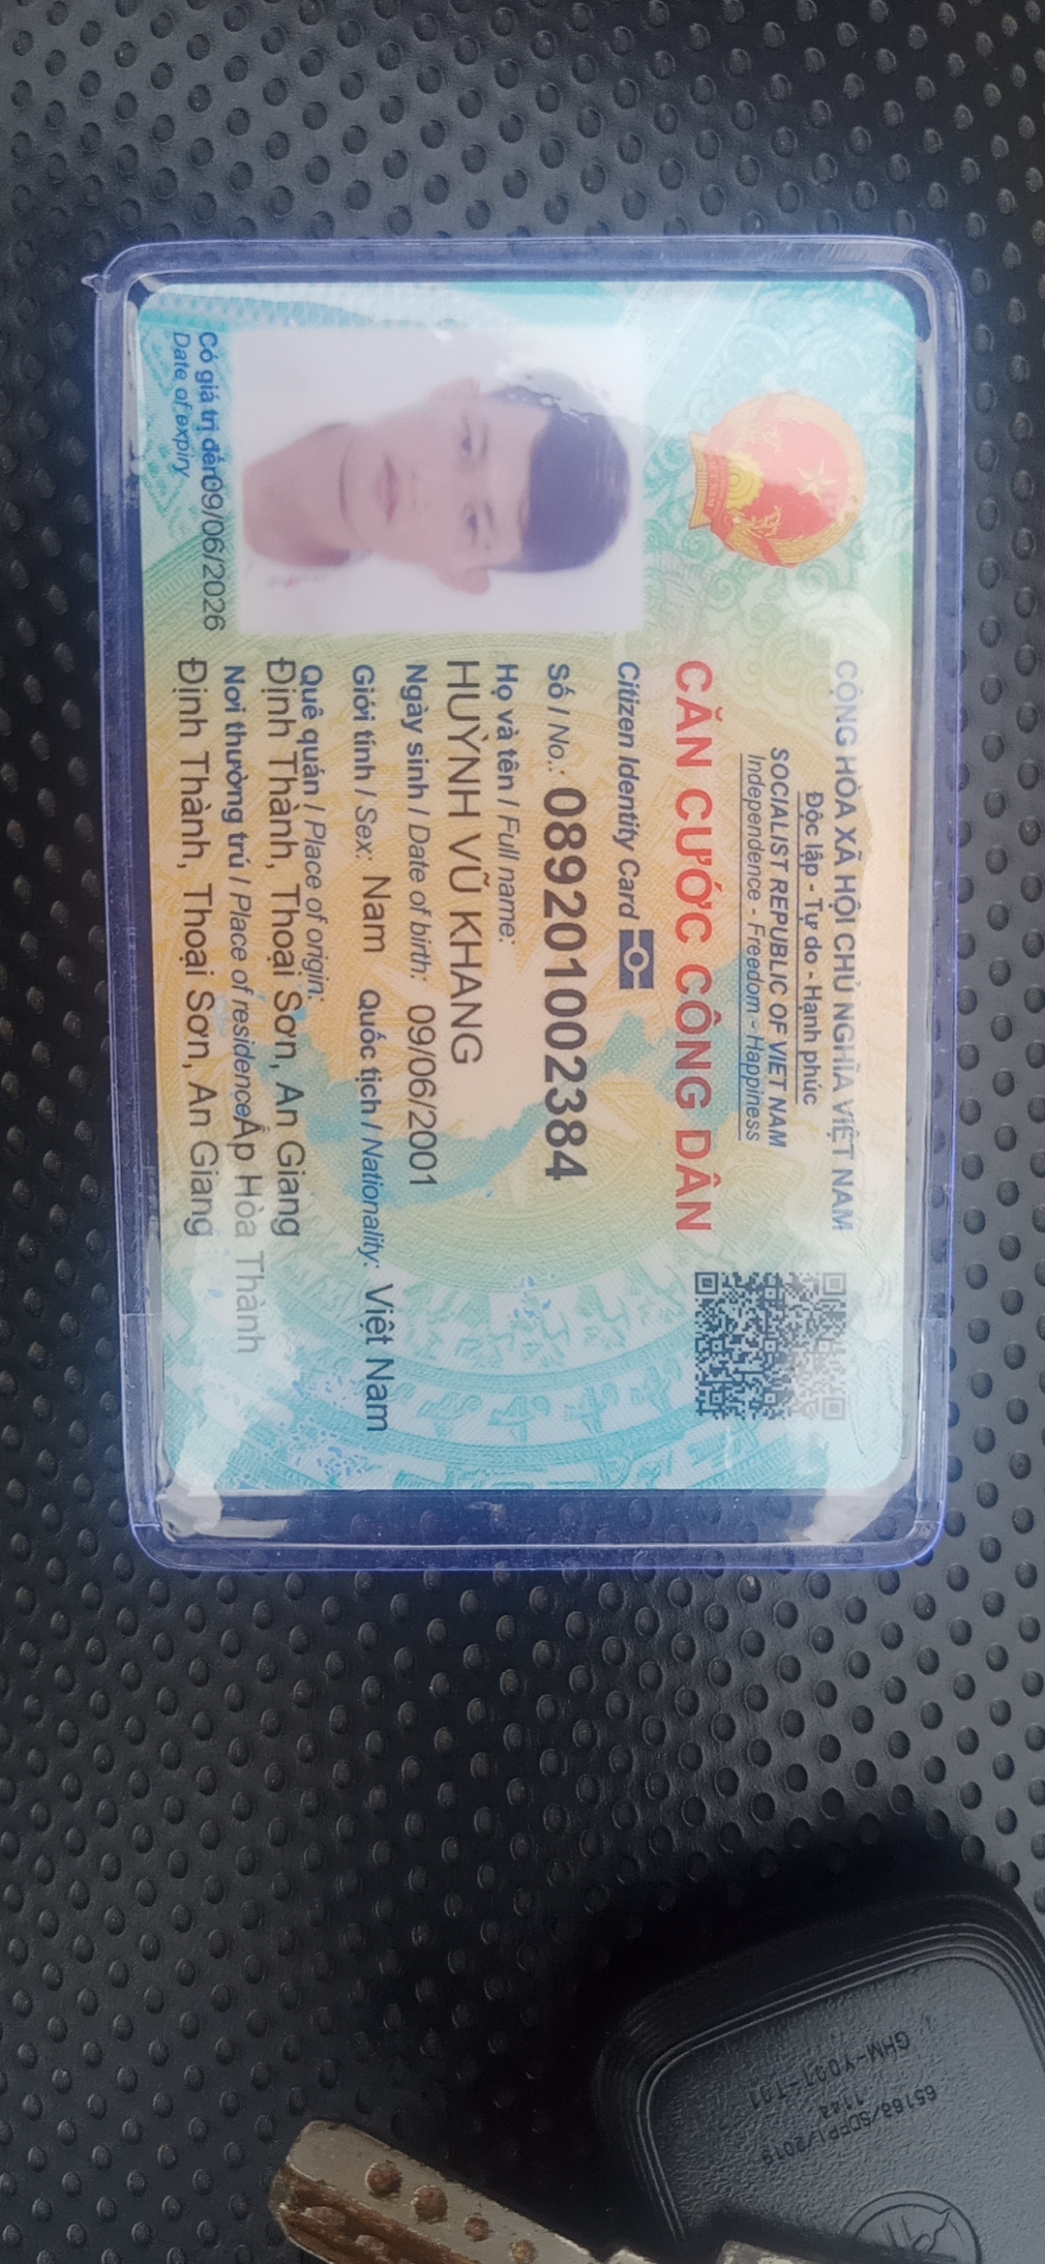 CỘNG HÒA XÃ HỘI CHỦ NGHĨA VIỆT NAM
Độc lập - Tự do - Hạnh phúc
SOCIALIST REPUBLIC OF VIET NAM
Independence - Freedom - Happiness
CĂN CƯỚC CÔNG DÂN
Citizen Identity Card
Số / No.: 089201002384
Họ và tên / Full name:
HUỲNH VŨ KHANG
Ngày sinh / Date of birth: 09/06/2001
Giới tính / Sex: Nam Quốc tịch / Nationality: Việt Nam
Quê quán / Place of origin:
Định Thành, Thoại Sơn, An Giang
Nơi thường trú / Place of residence Ấp Hòa Thành
Định Thành, Thoại Sơn, An Giang
Có giá trị đến 09/06/2026
Date of expiry
GHM-Y001-T01
1142
65163/SDPPI/2019